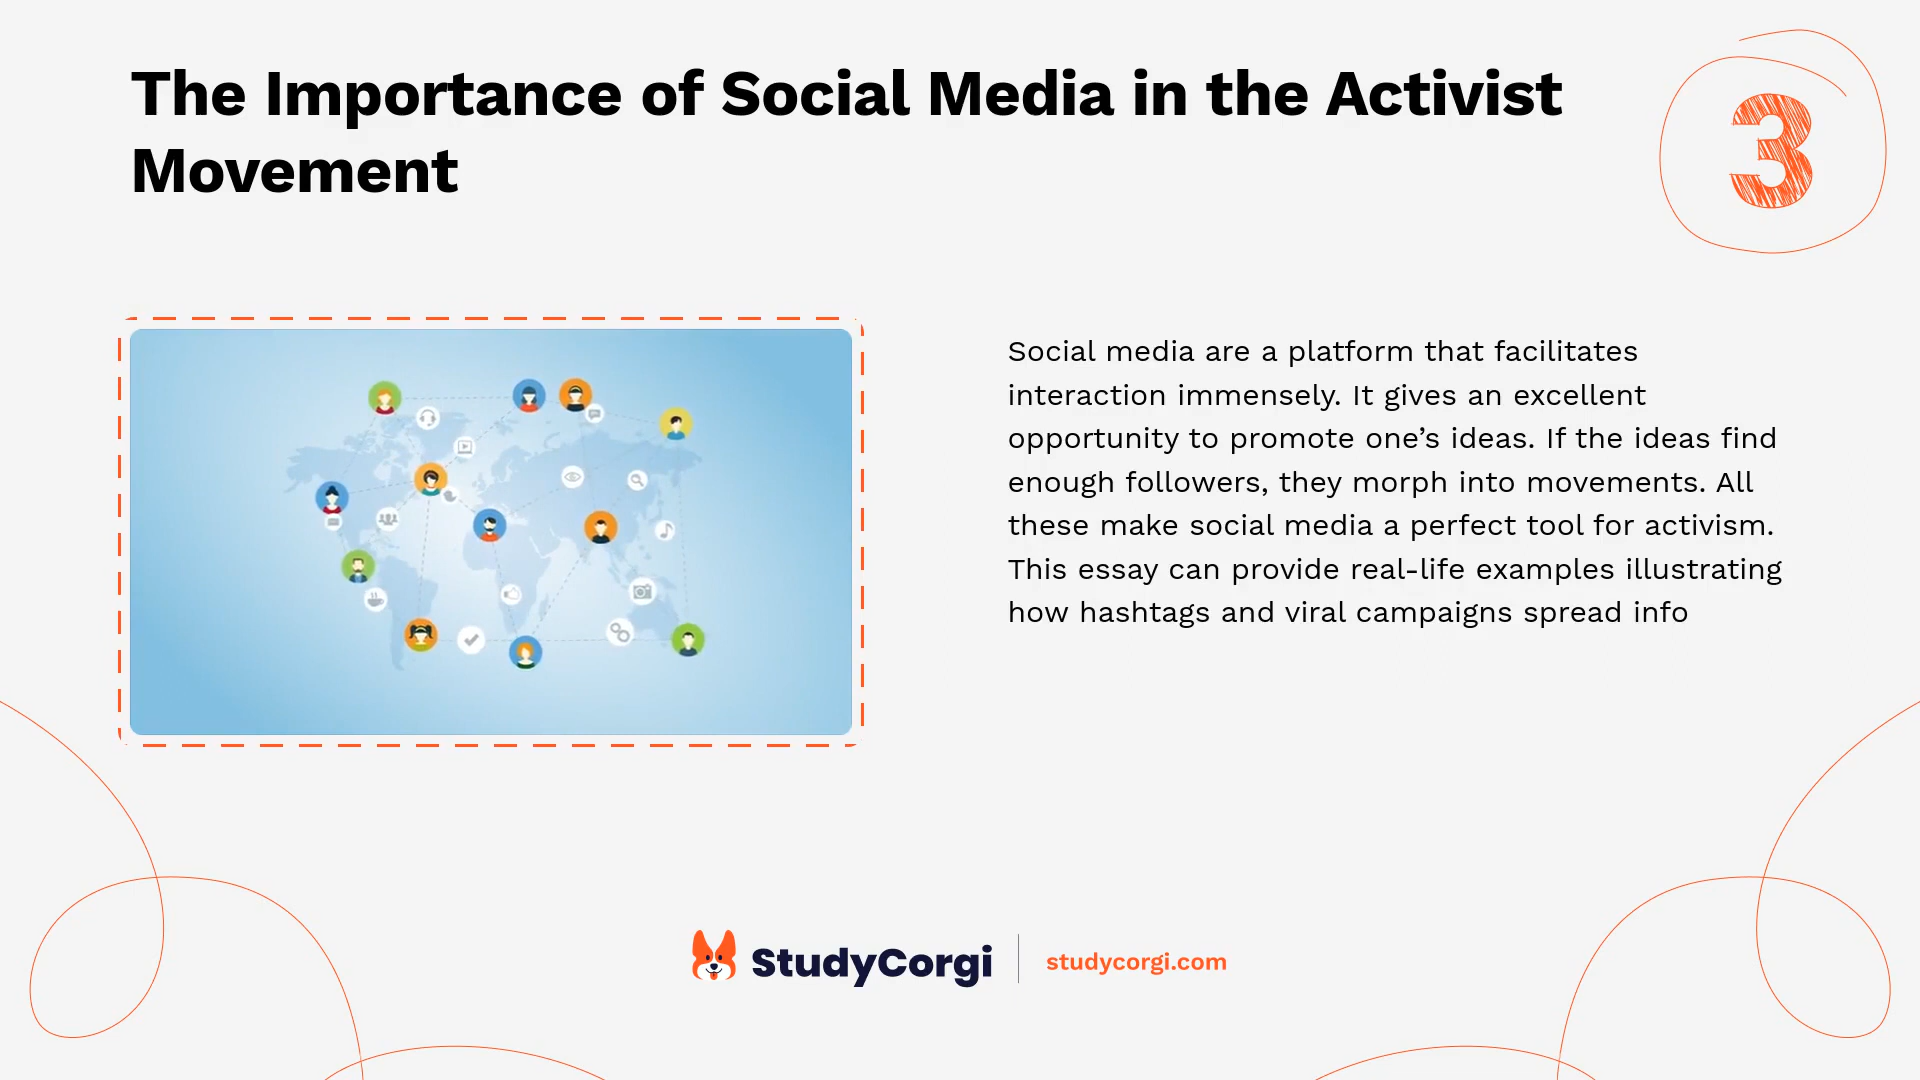 The Importance of Social Media in the Activist
Movement
3
Social media are a platform that facilitates
interaction immensely. It gives an excellent
opportunity to promote one’s ideas. If the ideas find
enough followers, they morph into movements. All
these make social media a perfect tool for activism.
This essay can provide real-life examples illustrating
how hashtags and viral campaigns spread info
StudyCorgi
studycorgi.com